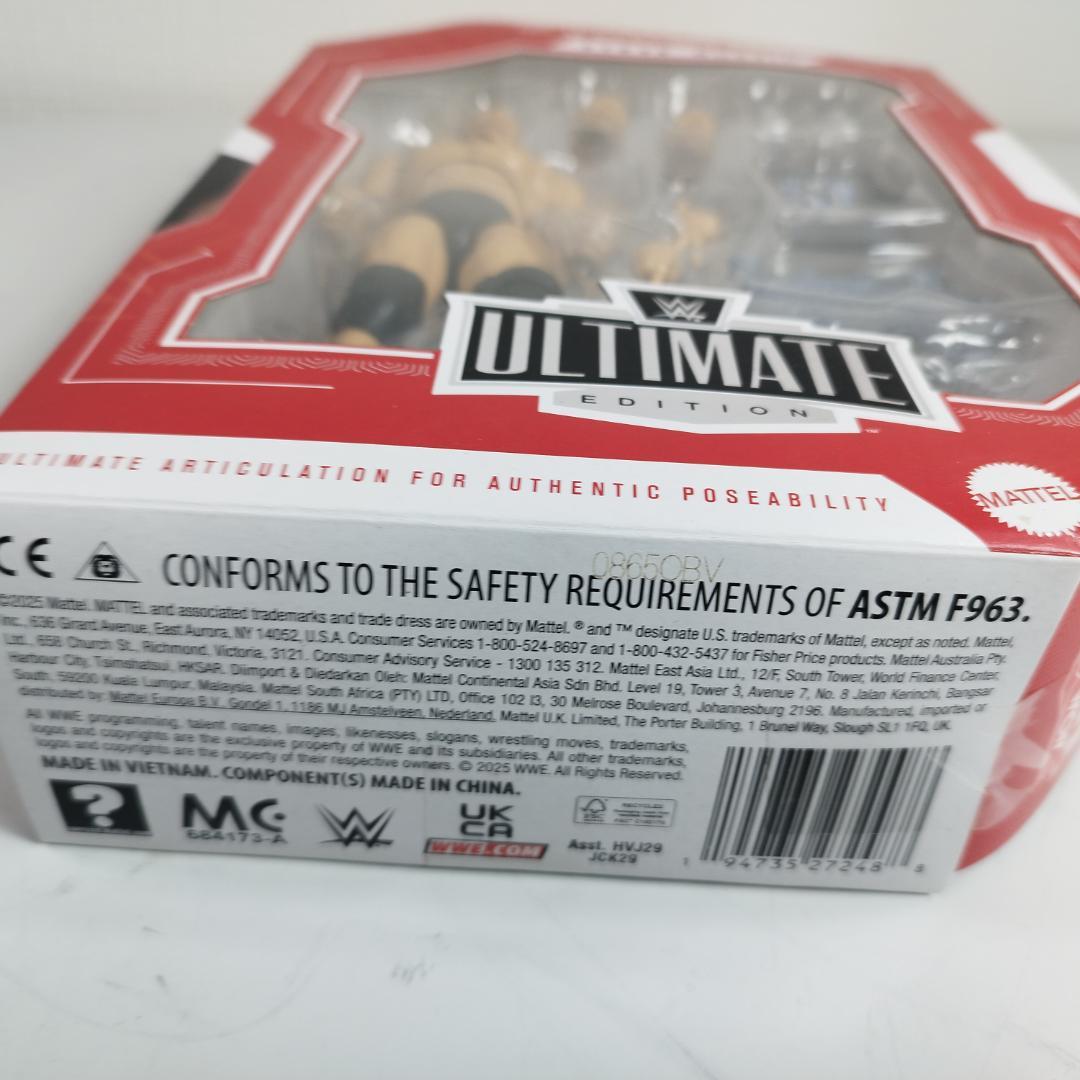 W
ULTIMATE
EDITION
™
ULTIMATE ARTICULATION FOR AUTHENTIC POSEABILITY
MATTEL
CE
0865OBV
CONFORMS TO THE SAFETY REQUIREMENTS OF ASTM F963.
©2025 Mattel. MATTEL and associated trademarks and trade dress are owned by Mattel. ® and ™ designate U.S. trademarks of Mattel, except as noted. Mattel,
Inc., 636 Girard Avenue, East Aurora, NY 14052, U.S.A. Consumer Services 1-800-524-8697 and 1-800-432-5437 for Fisher Price products. Mattel Australia Pty.
Ltd., 658 Church St., Richmond, Victoria, 3121. Consumer Advisory Service - 1300 135 312. Mattel East Asia Ltd., 12/F, South Tower, World Finance Center,
Harbour City, Tsimshatsui, HKSAR. Diimport & Diedarkan Oleh: Mattel Continental Asia Sdn Bhd. Level 19, Tower 3, Avenue 7, No. 8 Jalan Kerinchi, Bangsar
South, 59200 Kuala Lumpur, Malaysia. Mattel South Africa (PTY) LTD, Office 102 I3, 30 Melrose Boulevard, Johannesburg 2196. Manufactured, imported or
distributed by: Mattel Europa B.V., Gondel 1, 1186 MJ Amstelveen, Nederland. Mattel U.K. Limited, The Porter Building, 1 Brunel Way, Slough SL1 1FQ, UK.
All WWE programming, talent names, images, likenesses, slogans, wrestling moves, trademarks,
logos and copyrights are the exclusive property of WWE and its subsidiaries. All other trademarks,
logos and copyrights are the property of their respective owners. © 2025 WWE. All Rights Reserved.
MADE IN VIETNAM. COMPONENT(S) MADE IN CHINA.
?
MC
684173-A
W
UK
CA
WWE.COM
FSC
RECYCLED
Asst. HVJ29
JCK29
1 94735 27248 8